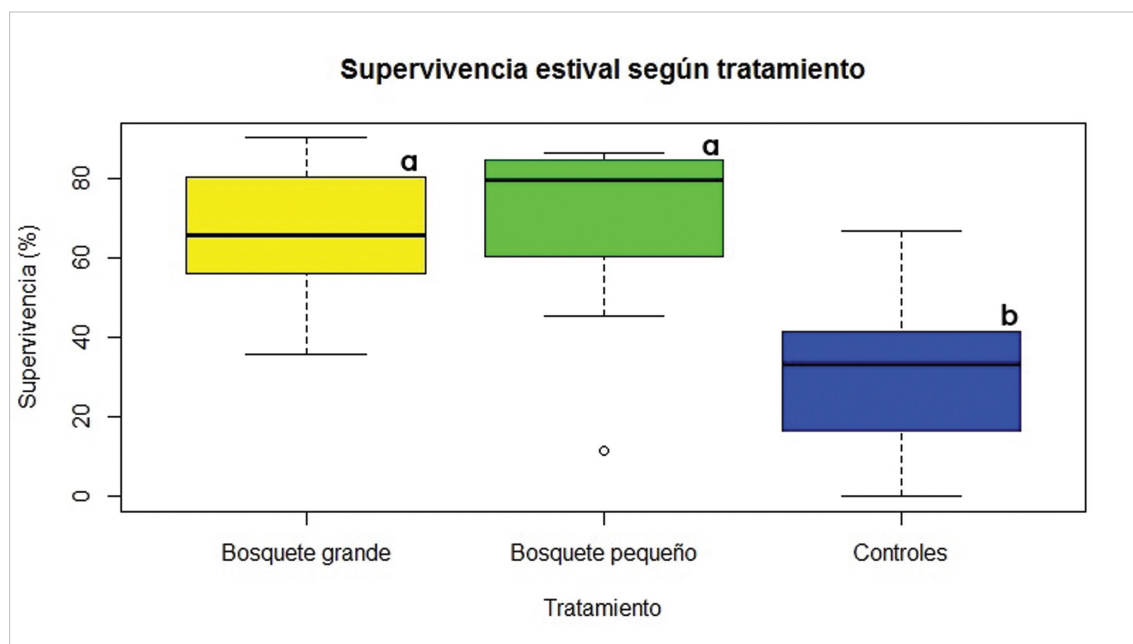 Supervivencia estival según tratamiento
Supervivencia (%)
80
60
40
20
0
a
a
b
Bosquete grande
Bosquete pequeño
Controles
Tratamiento